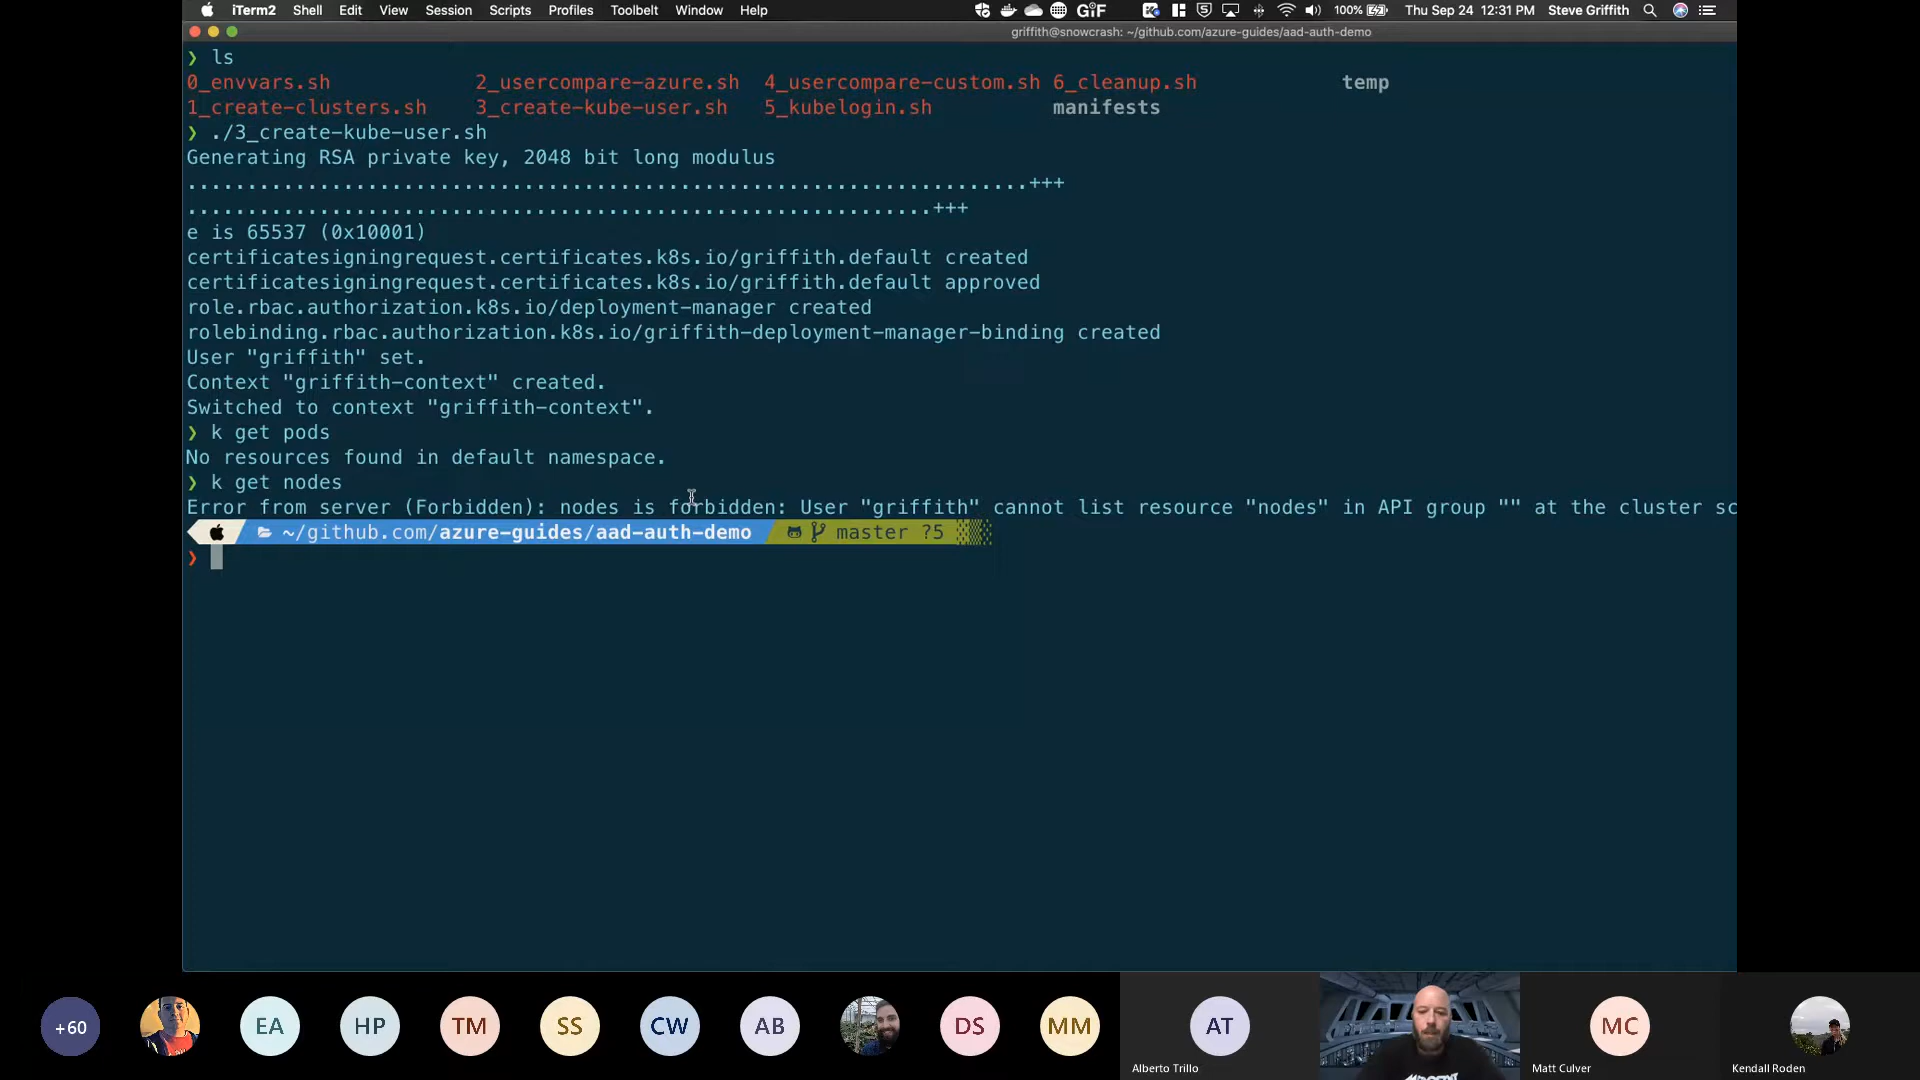 iTerm2 Shell Edit View Session Scripts Profiles Toolbelt Window Help GIF 100% Thu Sep 24 12:31 PM Steve Griffith
griffith@snowcrash: ~/github.com/azure-guides/aad-auth-demo
❯ ls
0_envvars.sh 2_usercompare-azure.sh 4_usercompare-custom.sh 6_cleanup.sh temp
1_create-clusters.sh 3_create-kube-user.sh 5_kubelogin.sh manifests
❯ ./3_create-kube-user.sh
Generating RSA private key, 2048 bit long modulus
......................................................................+++
..............................................................+++
e is 65537 (0x10001)
certificatesigningrequest.certificates.k8s.io/griffith.default created
certificatesigningrequest.certificates.k8s.io/griffith.default approved
role.rbac.authorization.k8s.io/deployment-manager created
rolebinding.rbac.authorization.k8s.io/griffith-deployment-manager-binding created
User "griffith" set.
Context "griffith-context" created.
Switched to context "griffith-context".
❯ k get pods
No resources found in default namespace.
❯ k get nodes
Error from server (Forbidden): nodes is forbidden: User "griffith" cannot list resource "nodes" in API group "" at the cluster sc
~/github.com/azure-guides/aad-auth-demo master ?5
❯
+60 EA HP TM SS CW AB DS MM AT MC
Alberto Trillo Matt Culver Kendall Roden